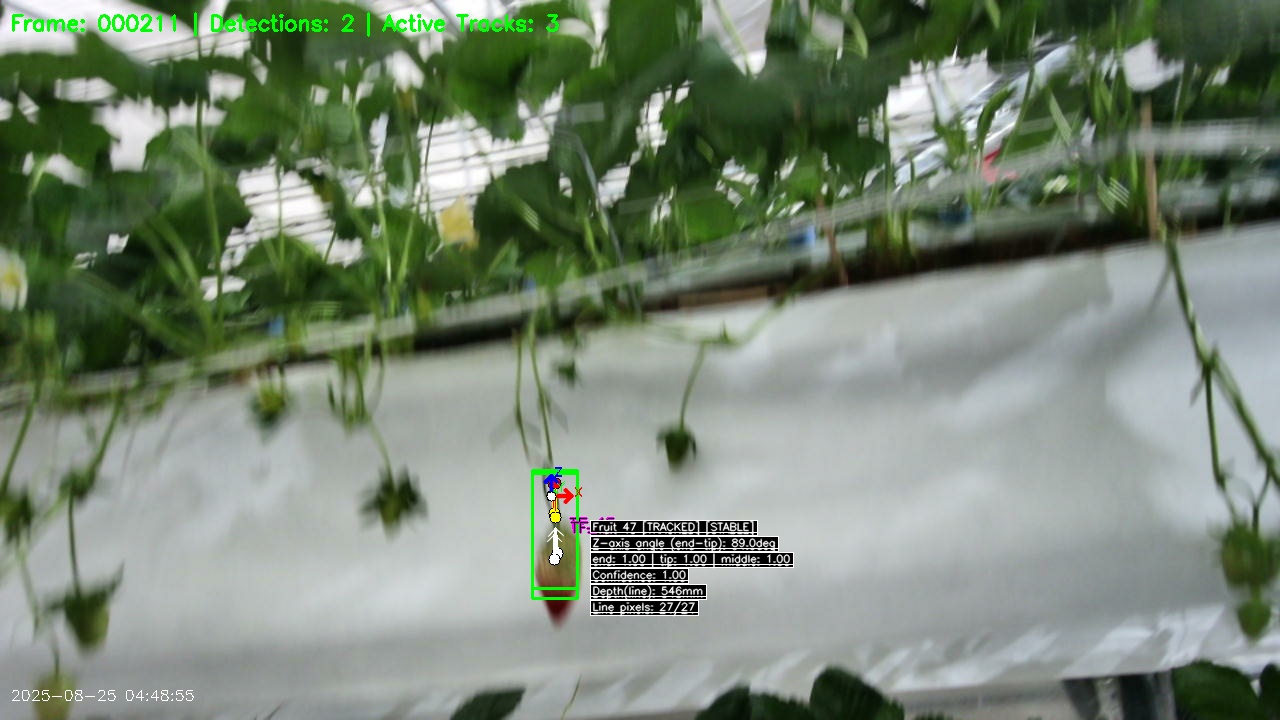 Frame: 000211 | Detections: 2 | Active Tracks: 3
Z
X
Fruit 47 [TRACKED] [STABLE]
Z-axis angle (end-tip): 89.0deg
end: 1.00 | tip: 1.00 | middle: 1.00
Confidence: 1.00
Depth(line): 546mm
Line pixels: 27/27
2025-08-25 04:48:55